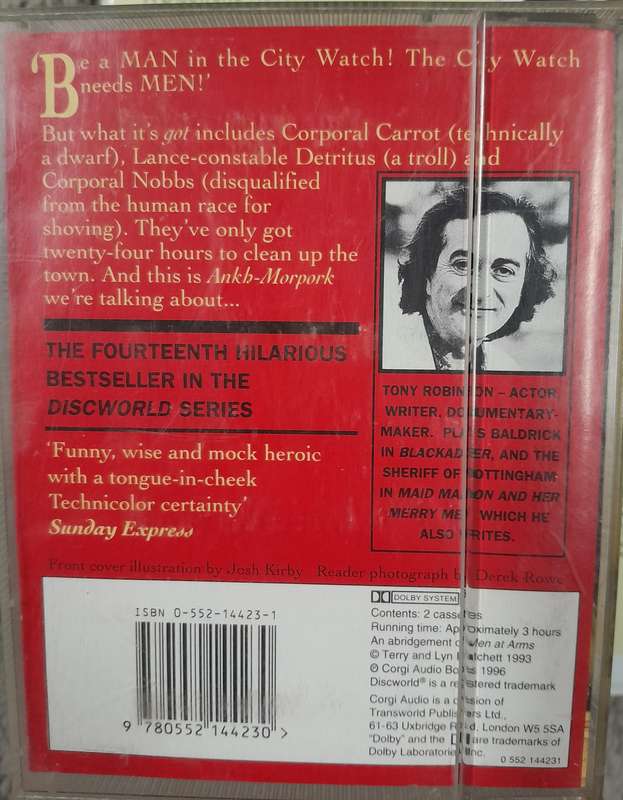 'Be a MAN in the City Watch! The City Watch
needs MEN!'
But what it's got includes Corporal Carrot (technically
a dwarf), Lance-constable Detritus (a troll) and
Corporal Nobbs (disqualified
from the human race for
shoving). They've only got
twenty-four hours to clean up the
town. And this is Ankh-Morpork
we're talking about...
THE FOURTEENTH HILARIOUS
BESTSELLER IN THE
DISCWORLD SERIES
'Funny, wise and mock heroic
with a tongue-in-cheek
Technicolor certainty'
Sunday Express
TONY ROBINSON – ACTOR,
WRITER, DOCUMENTARY-
MAKER. PLAYS BALDRICK
IN BLACKADDER, AND THE
SHERIFF OF NOTTINGHAM
IN MAID MARION AND HER
MERRY MEN, WHICH HE
ALSO WRITES.
Front cover illustration by Josh Kirby Reader photograph by Derek Rowe
ISBN 0-552-14423-1
9 780552 144230 >
DOLBY SYSTEM
Contents: 2 cassettes
Running time: Approximately 3 hours
An abridgement of Men at Arms
© Terry and Lyn Pratchett 1993
℗ Corgi Audio Books 1996
Discworld® is a registered trademark
Corgi Audio is a division of
Transworld Publishers Ltd.,
61-63 Uxbridge Road, London W5 5SA
"Dolby" and the are trademarks of
Dolby Laboratories Inc.
0 552 144231